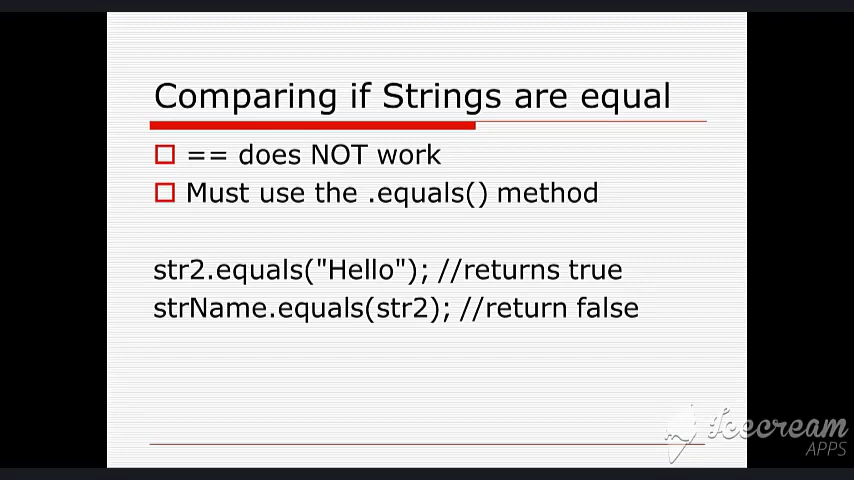 Comparing if Strings are equal
== does NOT work
Must use the .equals() method
str2.equals("Hello"); //returns true
strName.equals(str2); //return false
Icecream
APPS